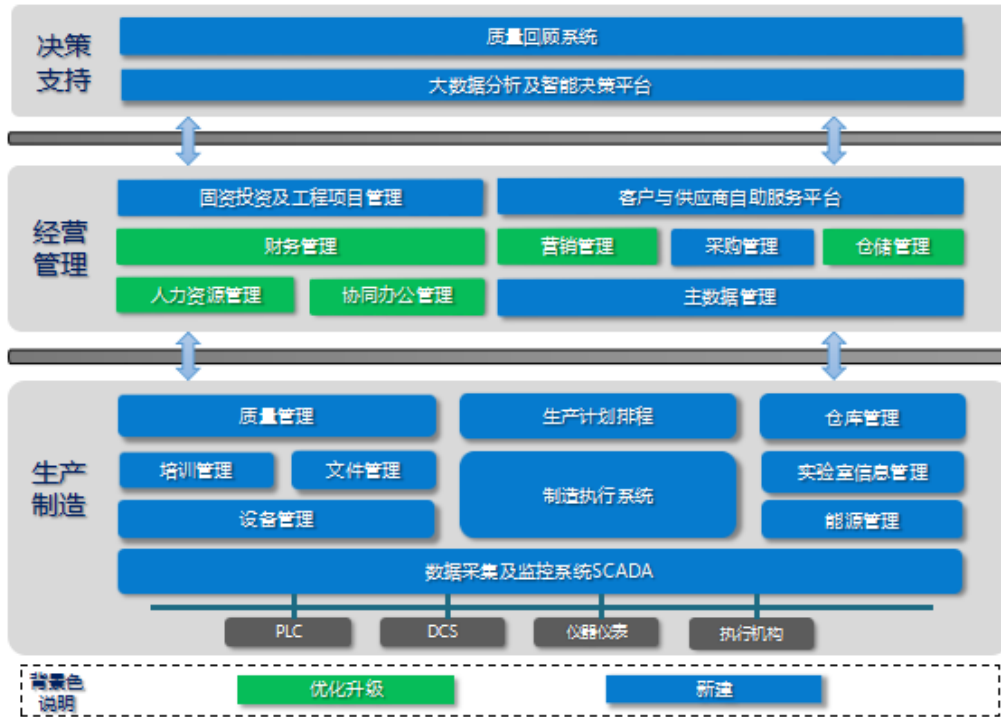 决策
支持
质量回顾系统
大数据分析及智能决策平台
经营
管理
固资投资及工程项目管理
客户与供应商自助服务平台
财务管理
营销管理
采购管理
仓储管理
人力资源管理
协同办公管理
主数据管理
生产
制造
质量管理
生产计划排程
仓库管理
培训管理
文件管理
制造执行系统
实验室信息管理
设备管理
能源管理
数据采集及监控系统SCADA
PLC
DCS
仪器仪表
执行机构
背景色
说明
优化升级
新建